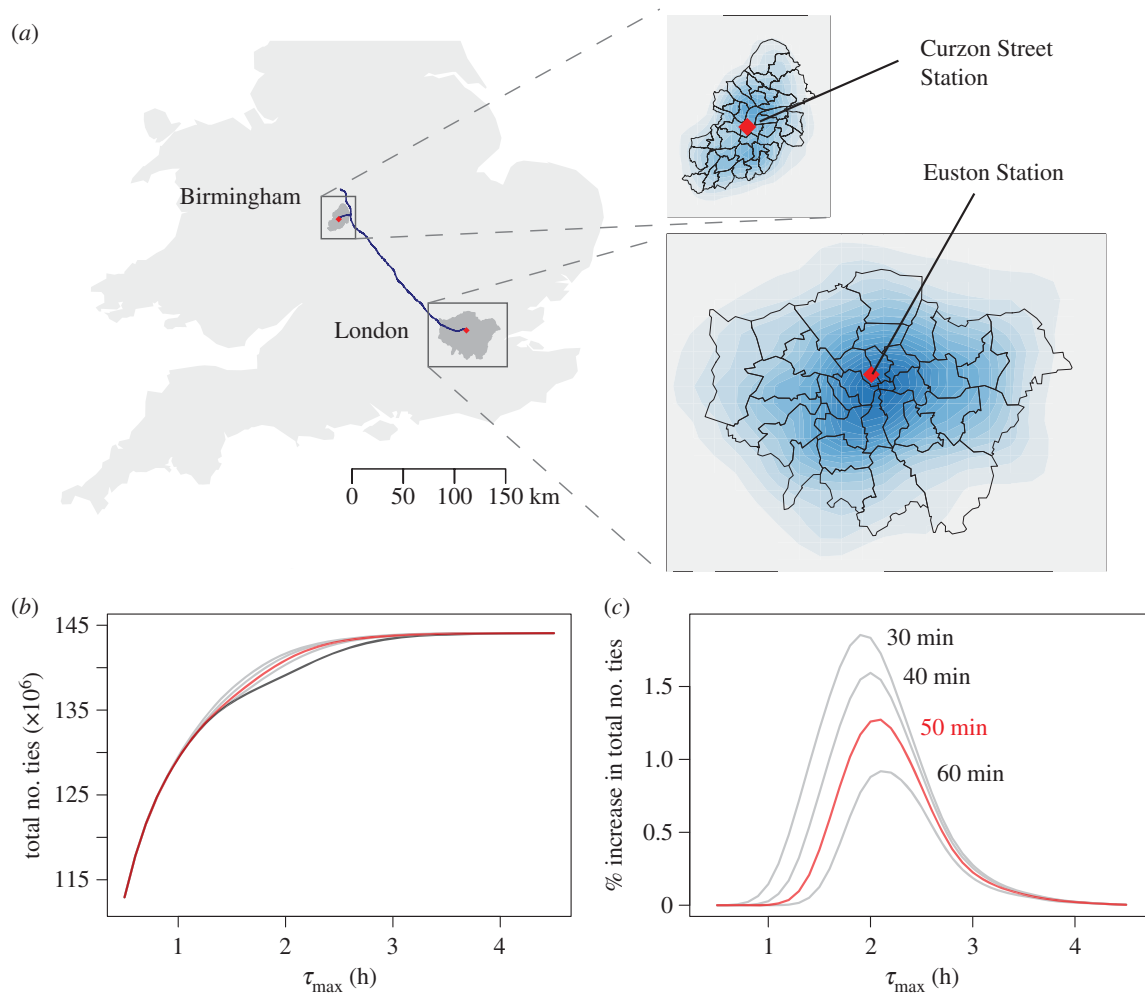 (a)
Curzon Street
Station
Birmingham
Euston Station
London
0 50 100 150 km
(b)
145
135
125
115
total no. ties (×10⁶)
1 2 3 4
τmax (h)
(c)
1.5
1.0
0.5
0
% increase in total no. ties
30 min
40 min
50 min
60 min
1 2 3 4
τmax (h)